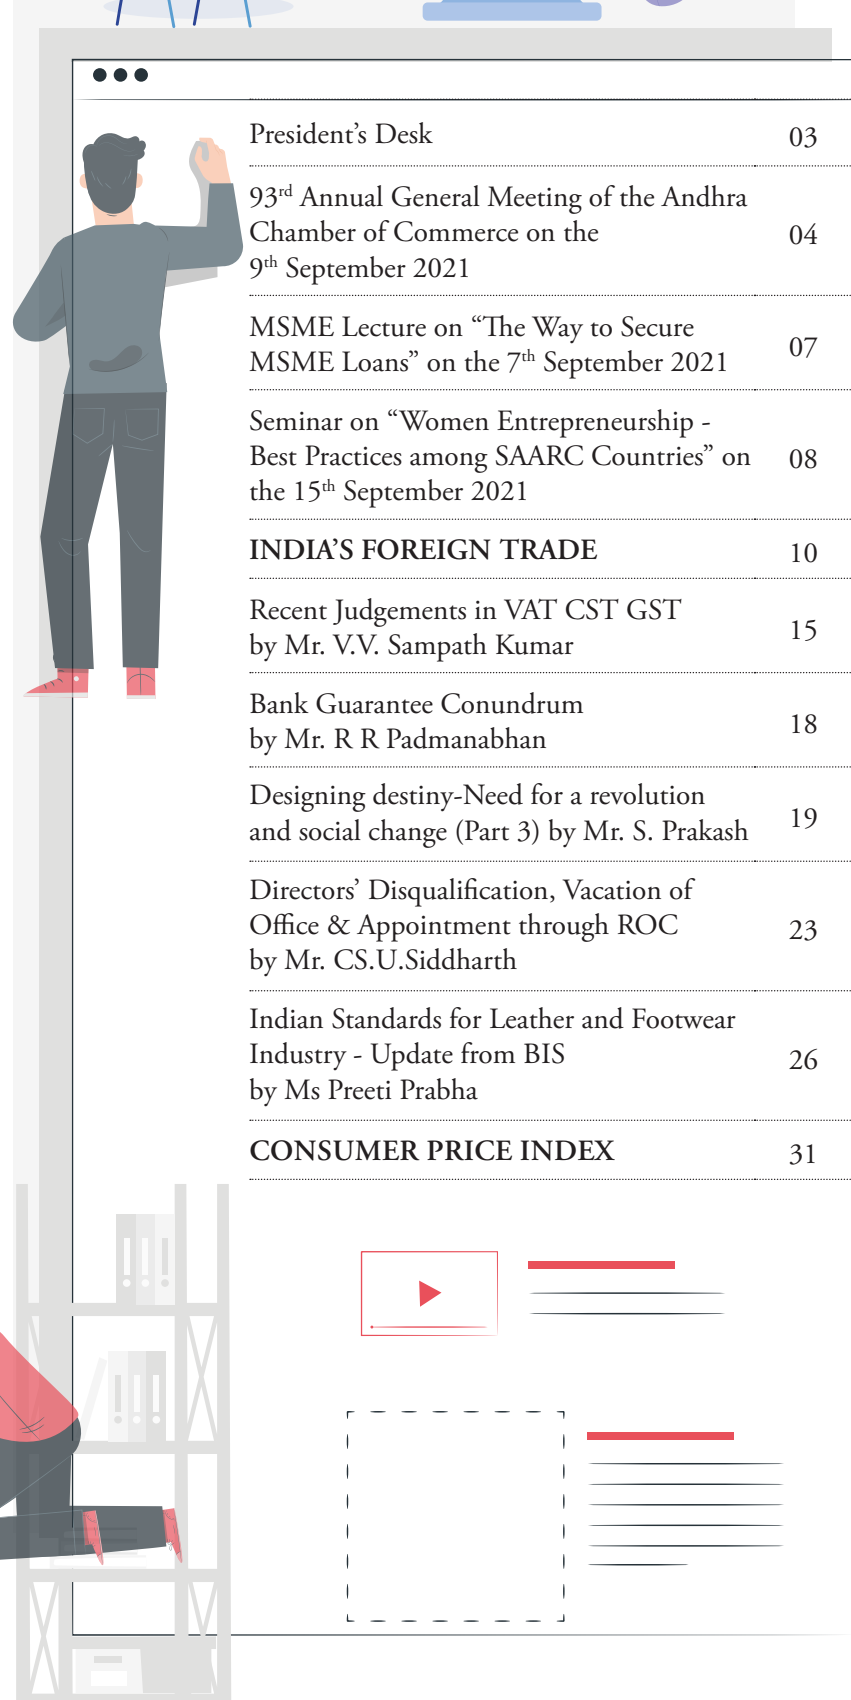 President’s Desk 03
93rd Annual General Meeting of the Andhra
Chamber of Commerce on the 04
9th September 2021
MSME Lecture on “The Way to Secure
MSME Loans” on the 7th September 2021 07
Seminar on “Women Entrepreneurship -
Best Practices among SAARC Countries” on 08
the 15th September 2021
INDIA’S FOREIGN TRADE 10
Recent Judgements in VAT CST GST
by Mr. V.V. Sampath Kumar 15
Bank Guarantee Conundrum
by Mr. R R Padmanabhan 18
Designing destiny-Need for a revolution
and social change (Part 3) by Mr. S. Prakash 19
Directors’ Disqualification, Vacation of
Office & Appointment through ROC 23
by Mr. CS.U.Siddharth
Indian Standards for Leather and Footwear
Industry - Update from BIS 26
by Ms Preeti Prabha
CONSUMER PRICE INDEX 31